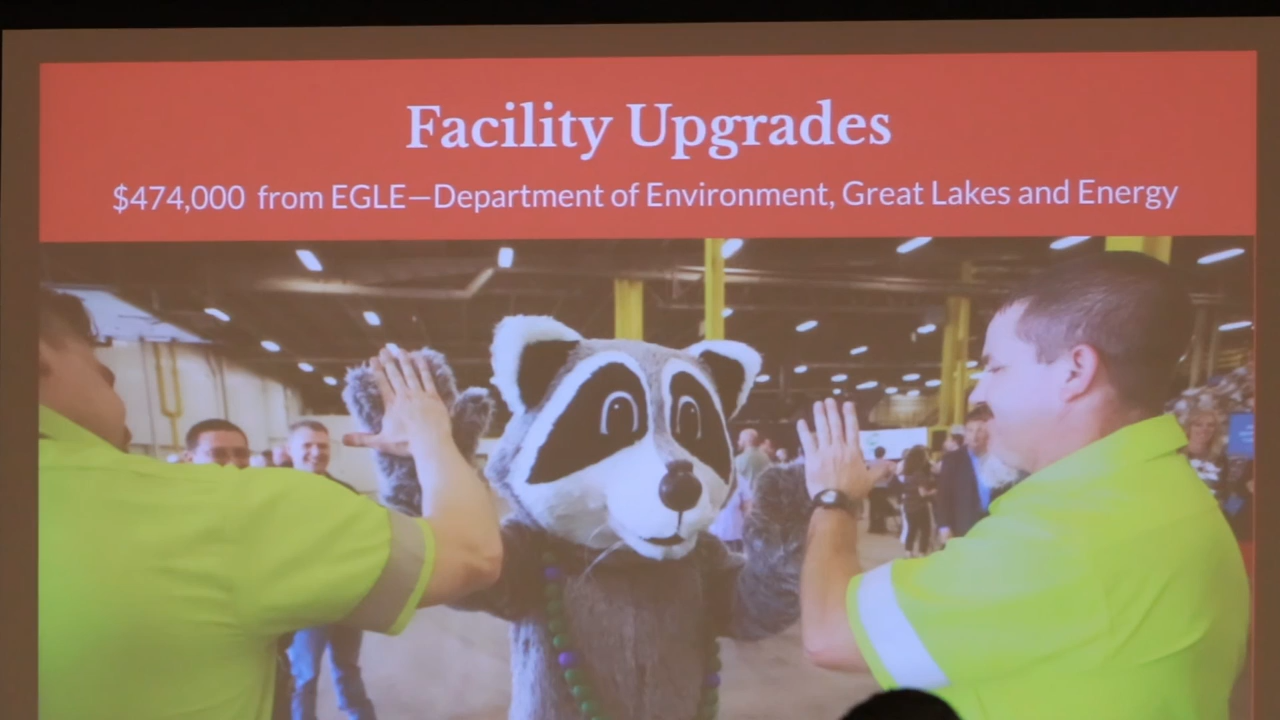 Facility Upgrades
$474,000 from EGLE—Department of Environment, Great Lakes and Energy